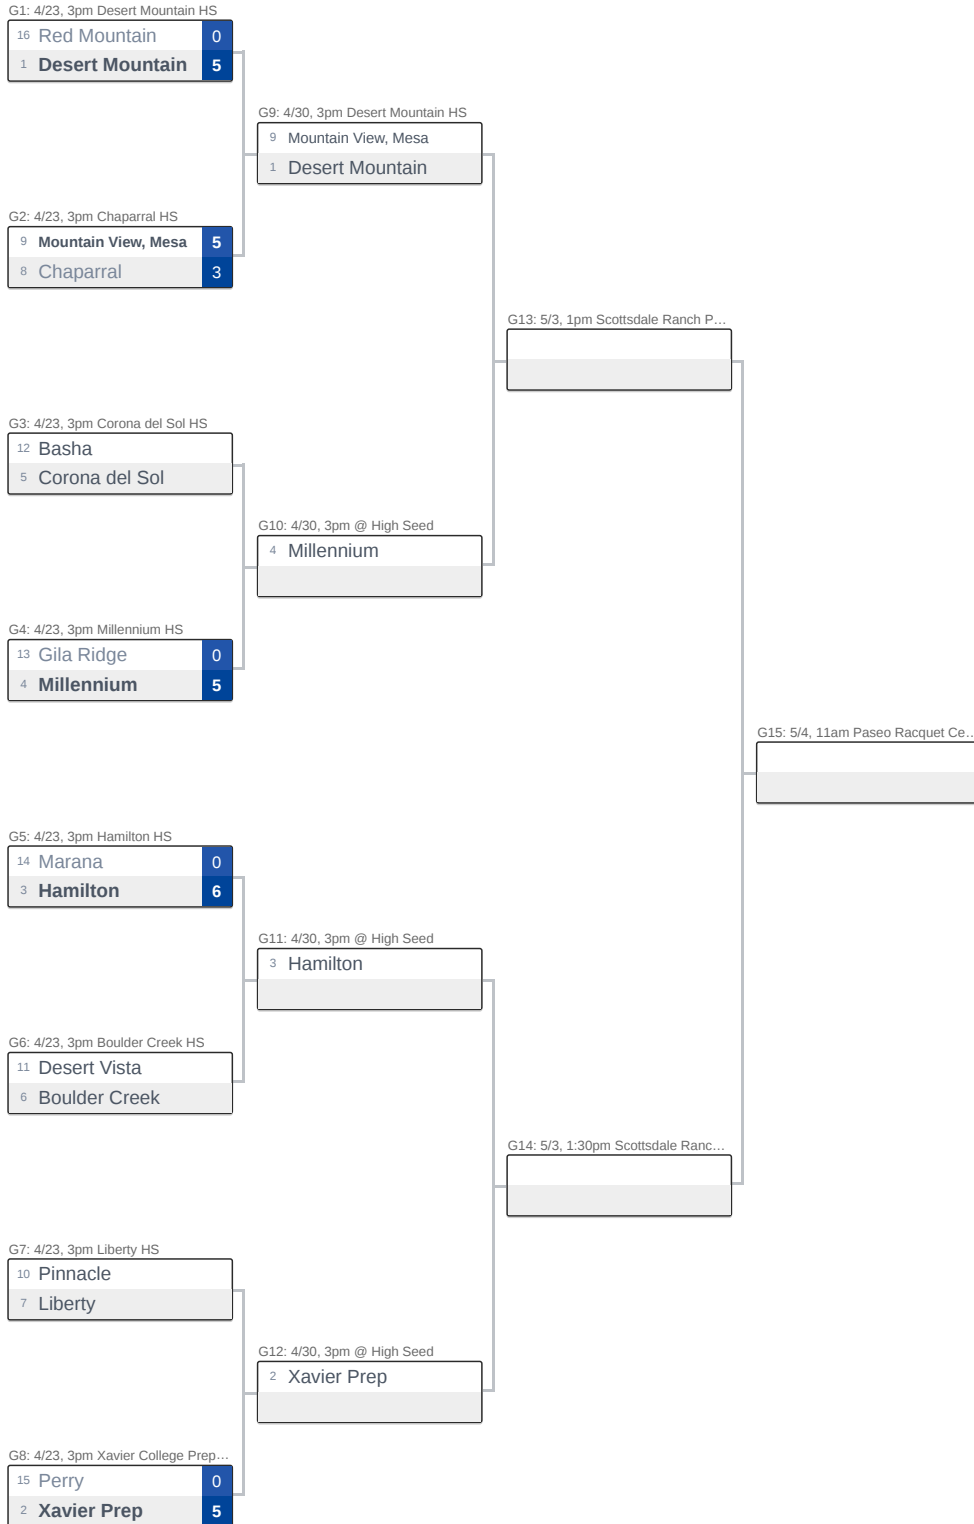 G1: 4/23, 3pm Desert Mountain HS
16 Red Mountain 0
1 Desert Mountain 5
G9: 4/30, 3pm Desert Mountain HS
9 Mountain View, Mesa
1 Desert Mountain
G2: 4/23, 3pm Chaparral HS
9 Mountain View, Mesa 5
8 Chaparral 3
G13: 5/3, 1pm Scottsdale Ranch P…
G3: 4/23, 3pm Corona del Sol HS
12 Basha
5 Corona del Sol
G10: 4/30, 3pm @ High Seed
4 Millennium
G4: 4/23, 3pm Millennium HS
13 Gila Ridge 0
4 Millennium 5
G15: 5/4, 11am Paseo Racquet Ce…
G5: 4/23, 3pm Hamilton HS
14 Marana 0
3 Hamilton 6
G11: 4/30, 3pm @ High Seed
3 Hamilton
G6: 4/23, 3pm Boulder Creek HS
11 Desert Vista
6 Boulder Creek
G14: 5/3, 1:30pm Scottsdale Ranc…
G7: 4/23, 3pm Liberty HS
10 Pinnacle
7 Liberty
G12: 4/30, 3pm @ High Seed
2 Xavier Prep
G8: 4/23, 3pm Xavier College Prep…
15 Perry 0
2 Xavier Prep 5